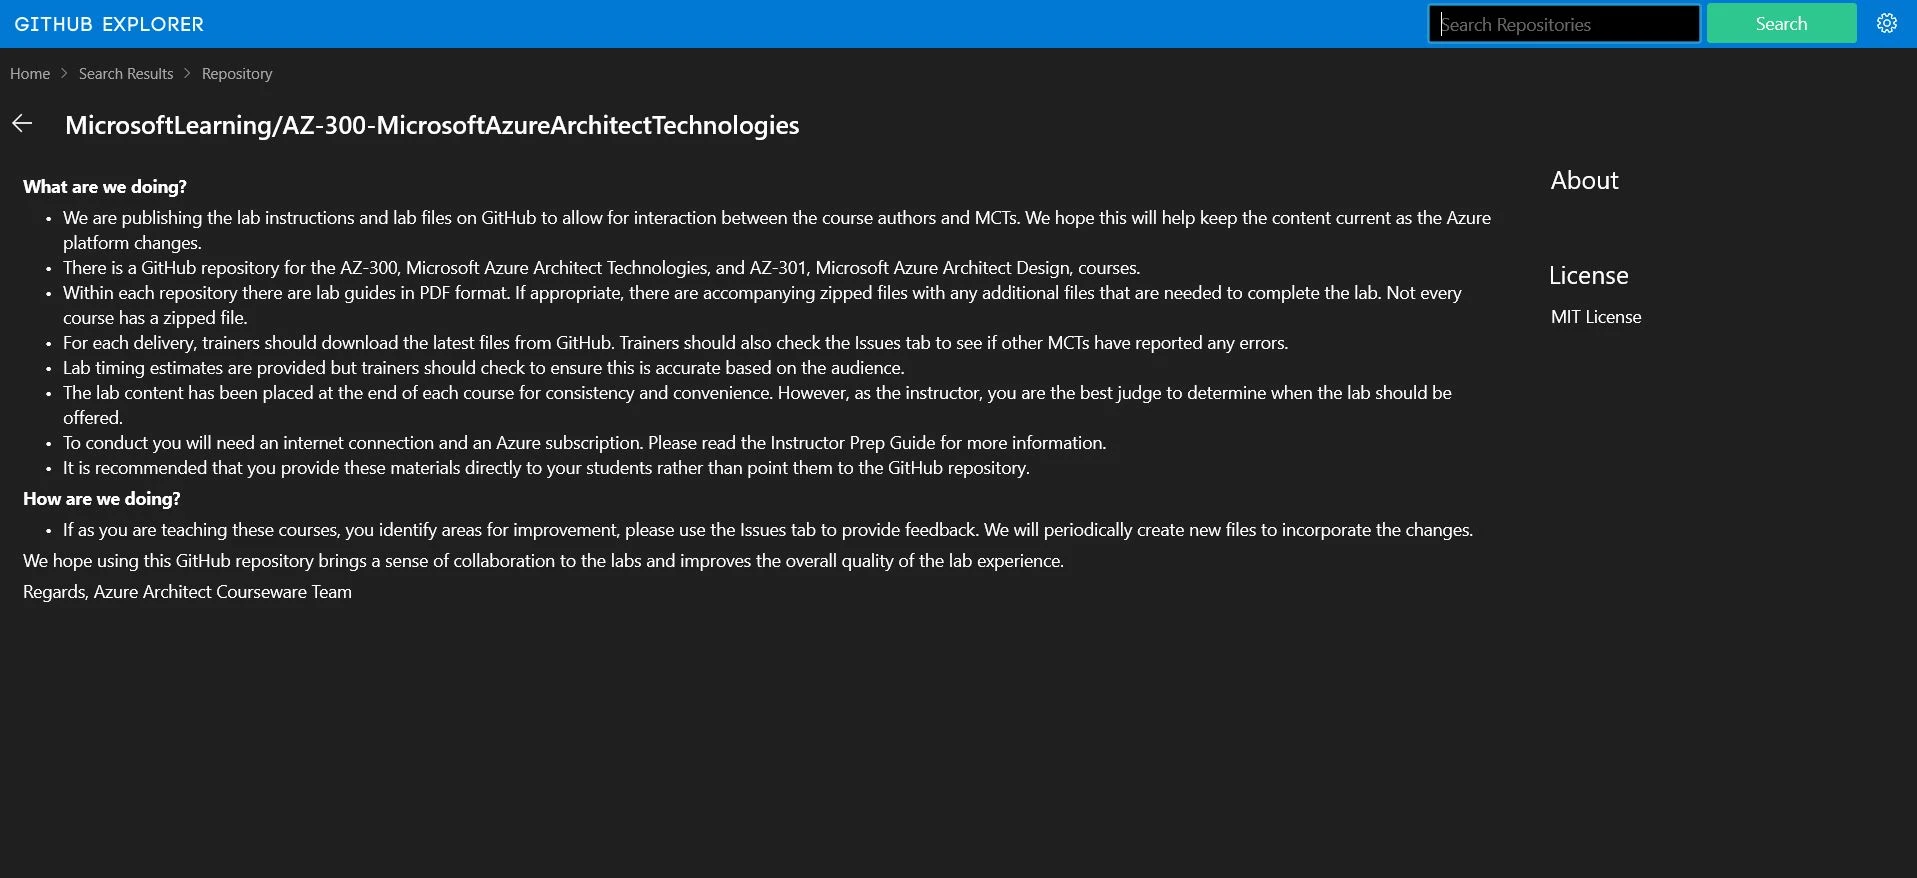 GITHUB EXPLORER
Search Repositories
Search
Home > Search Results > Repository
MicrosoftLearning/AZ-300-MicrosoftAzureArchitectTechnologies
What are we doing?
• We are publishing the lab instructions and lab files on GitHub to allow for interaction between the course authors and MCTs. We hope this will help keep the content current as the Azure
platform changes.
• There is a GitHub repository for the AZ-300, Microsoft Azure Architect Technologies, and AZ-301, Microsoft Azure Architect Design, courses.
• Within each repository there are lab guides in PDF format. If appropriate, there are accompanying zipped files with any additional files that are needed to complete the lab. Not every
course has a zipped file.
• For each delivery, trainers should download the latest files from GitHub. Trainers should also check the Issues tab to see if other MCTs have reported any errors.
• Lab timing estimates are provided but trainers should check to ensure this is accurate based on the audience.
• The lab content has been placed at the end of each course for consistency and convenience. However, as the instructor, you are the best judge to determine when the lab should be
offered.
• To conduct you will need an internet connection and an Azure subscription. Please read the Instructor Prep Guide for more information.
• It is recommended that you provide these materials directly to your students rather than point them to the GitHub repository.
How are we doing?
• If as you are teaching these courses, you identify areas for improvement, please use the Issues tab to provide feedback. We will periodically create new files to incorporate the changes.
We hope using this GitHub repository brings a sense of collaboration to the labs and improves the overall quality of the lab experience.
Regards, Azure Architect Courseware Team
About
License
MIT License